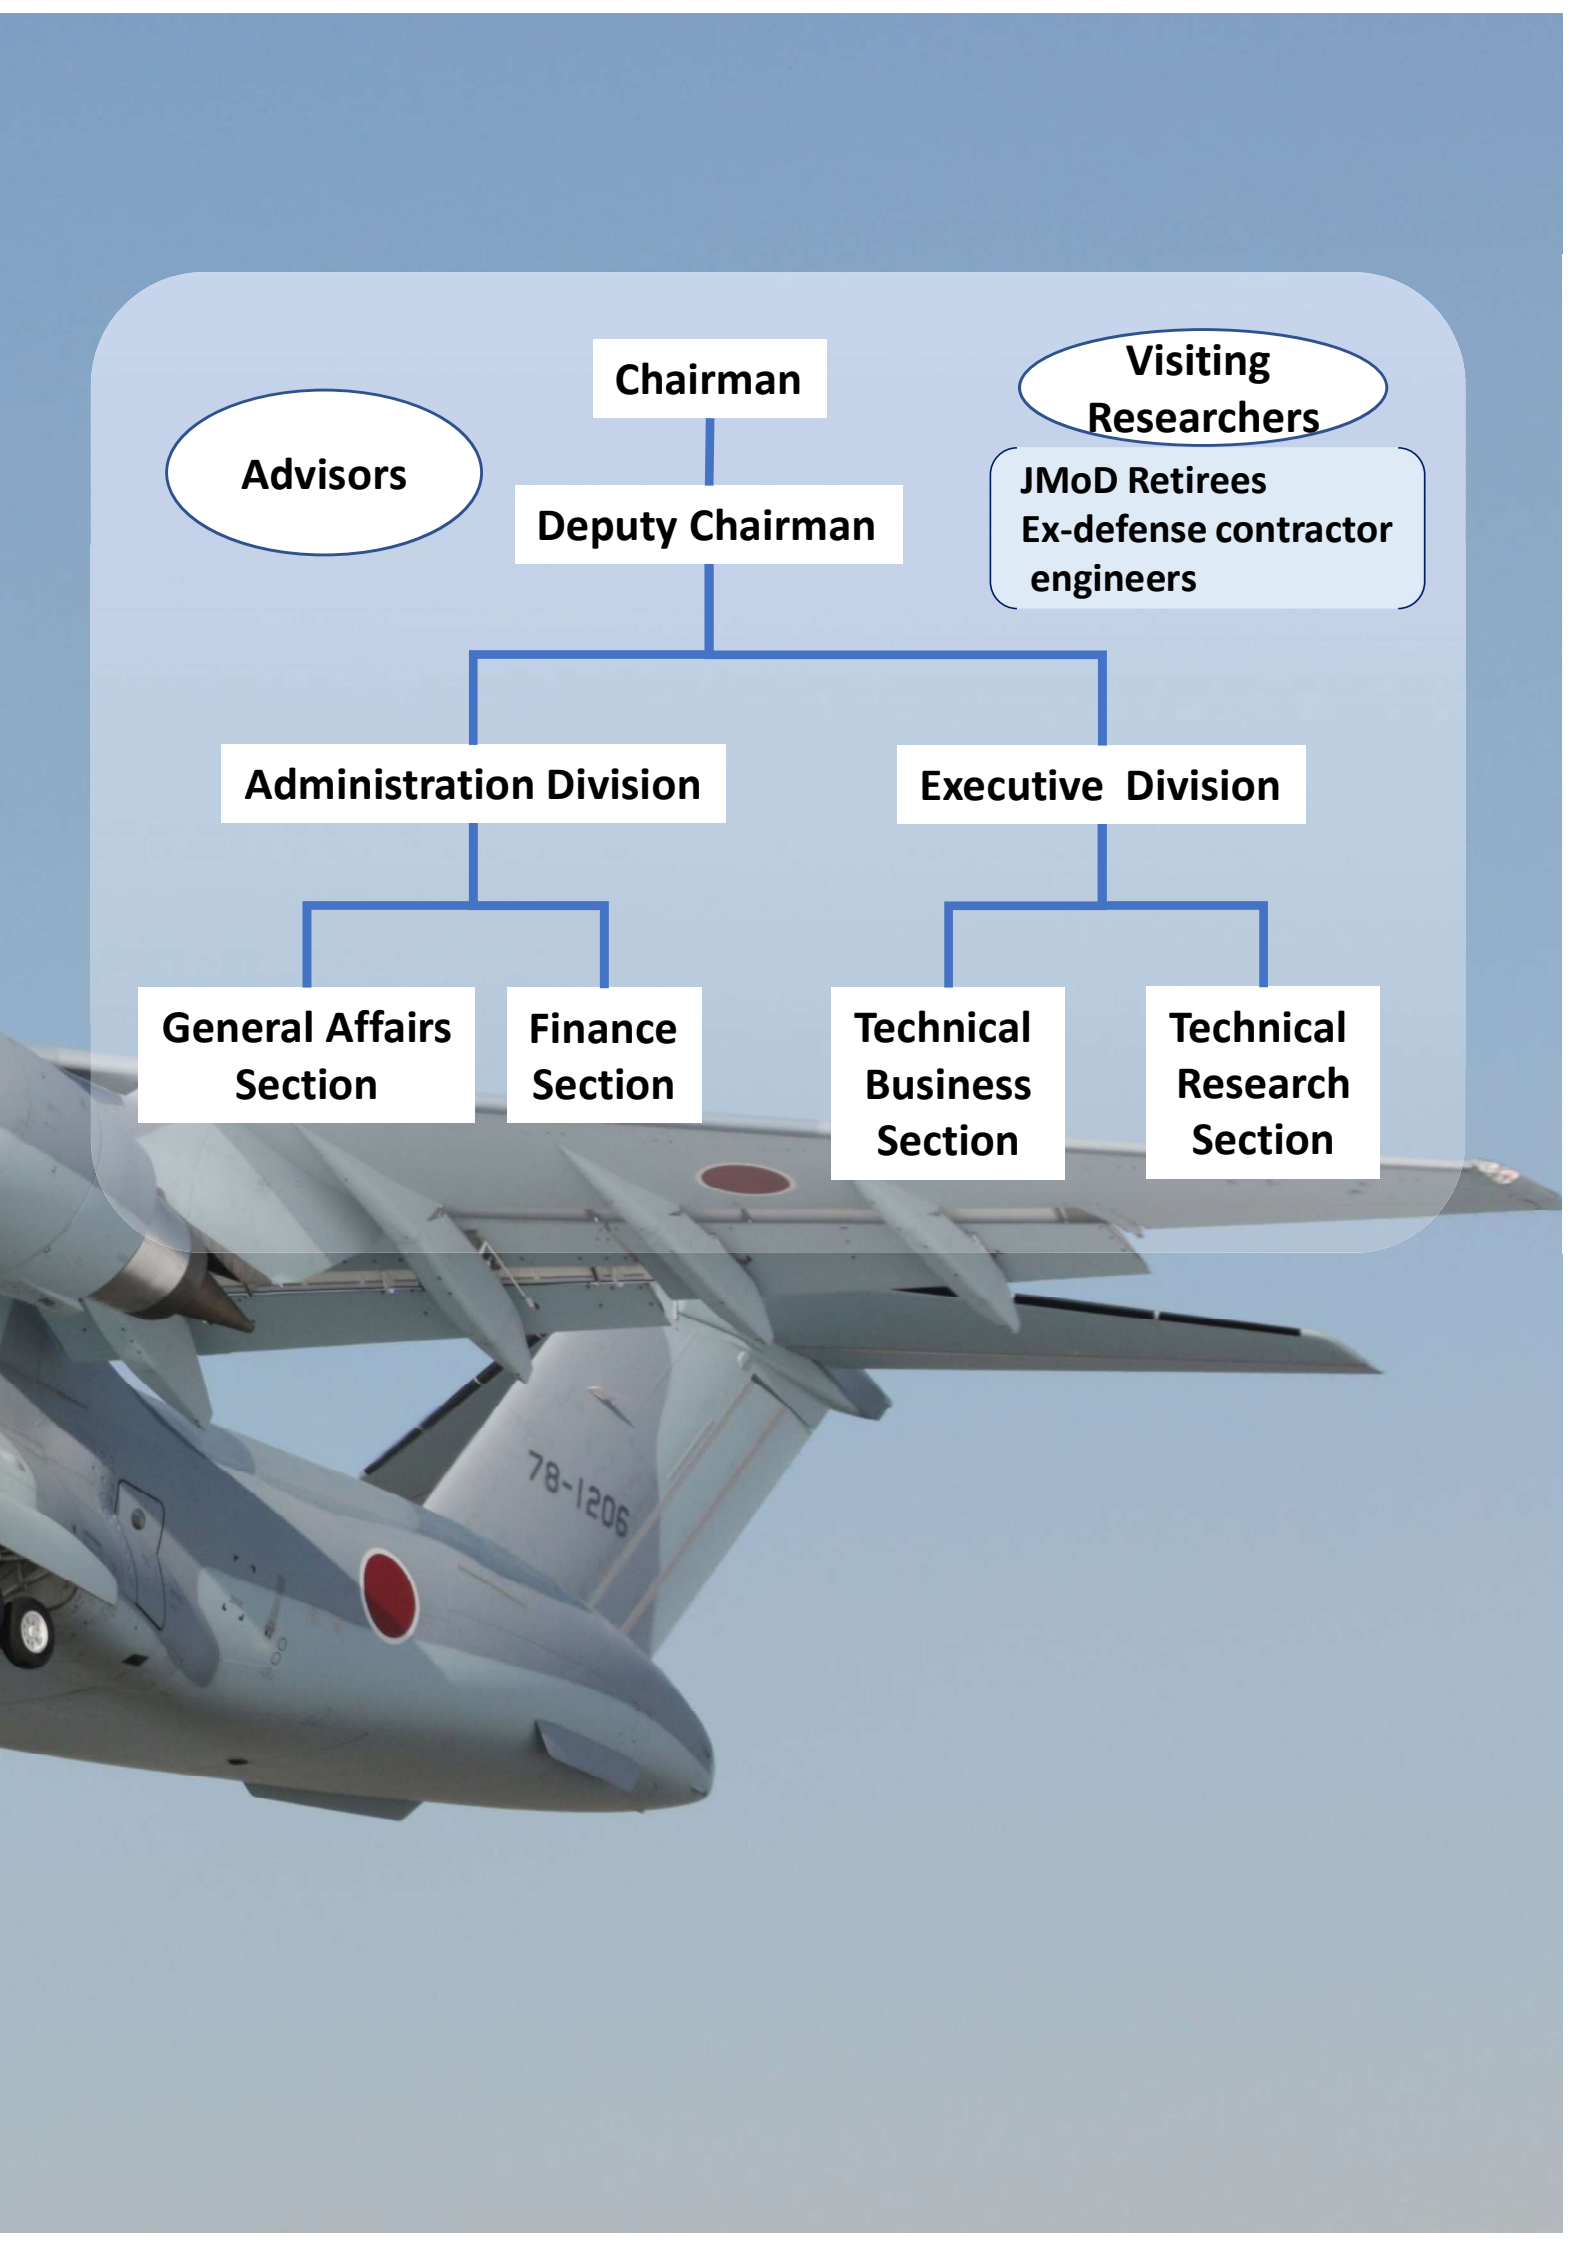 Chairman
Visiting
Researchers
Advisors
JMoD Retirees
Ex-defense contractor
engineers
Deputy Chairman
Administration Division
Executive Division
General Affairs
Section
Finance
Section
Technical
Business
Section
Technical
Research
Section
78-1206